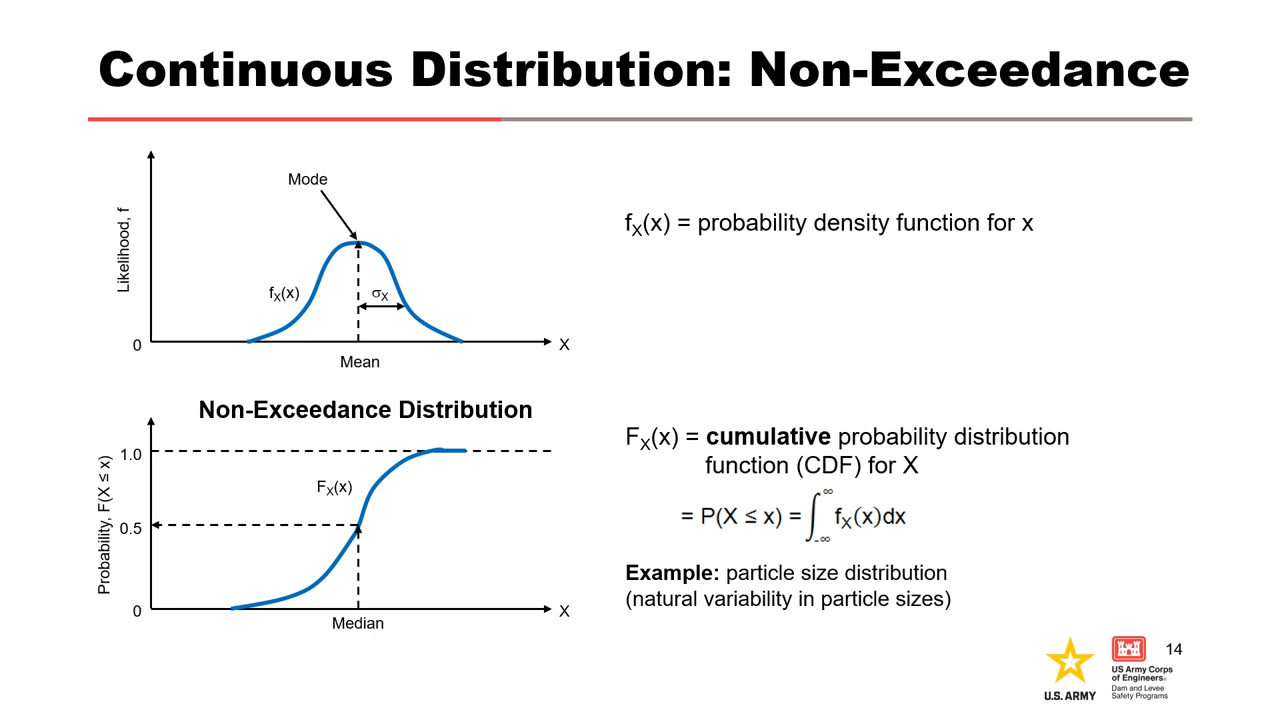 Continuous Distribution: Non-Exceedance
Mode
Likelihood, f
fX(x)
σX
0
X
Mean
fX(x) = probability density function for x
Non-Exceedance Distribution
Probability, F(X ≤ x)
1.0
FX(x)
0.5
0
X
Median
FX(x) = cumulative probability distribution
function (CDF) for X
= P(X ≤ x) = ∫-∞^∞ fX(x)dx
Example: particle size distribution
(natural variability in particle sizes)
14
U.S. ARMY
US Army Corps
of Engineers®
Dam and Levee
Safety Programs